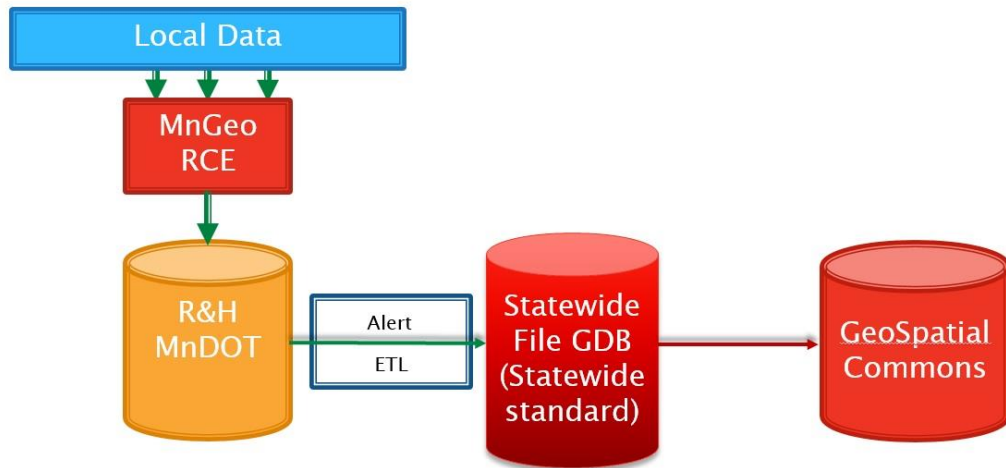 Local Data
MnGeo
RCE
R&H
MnDOT
Alert
ETL
Statewide
File GDB
(Statewide
standard)
GeoSpatial
Commons